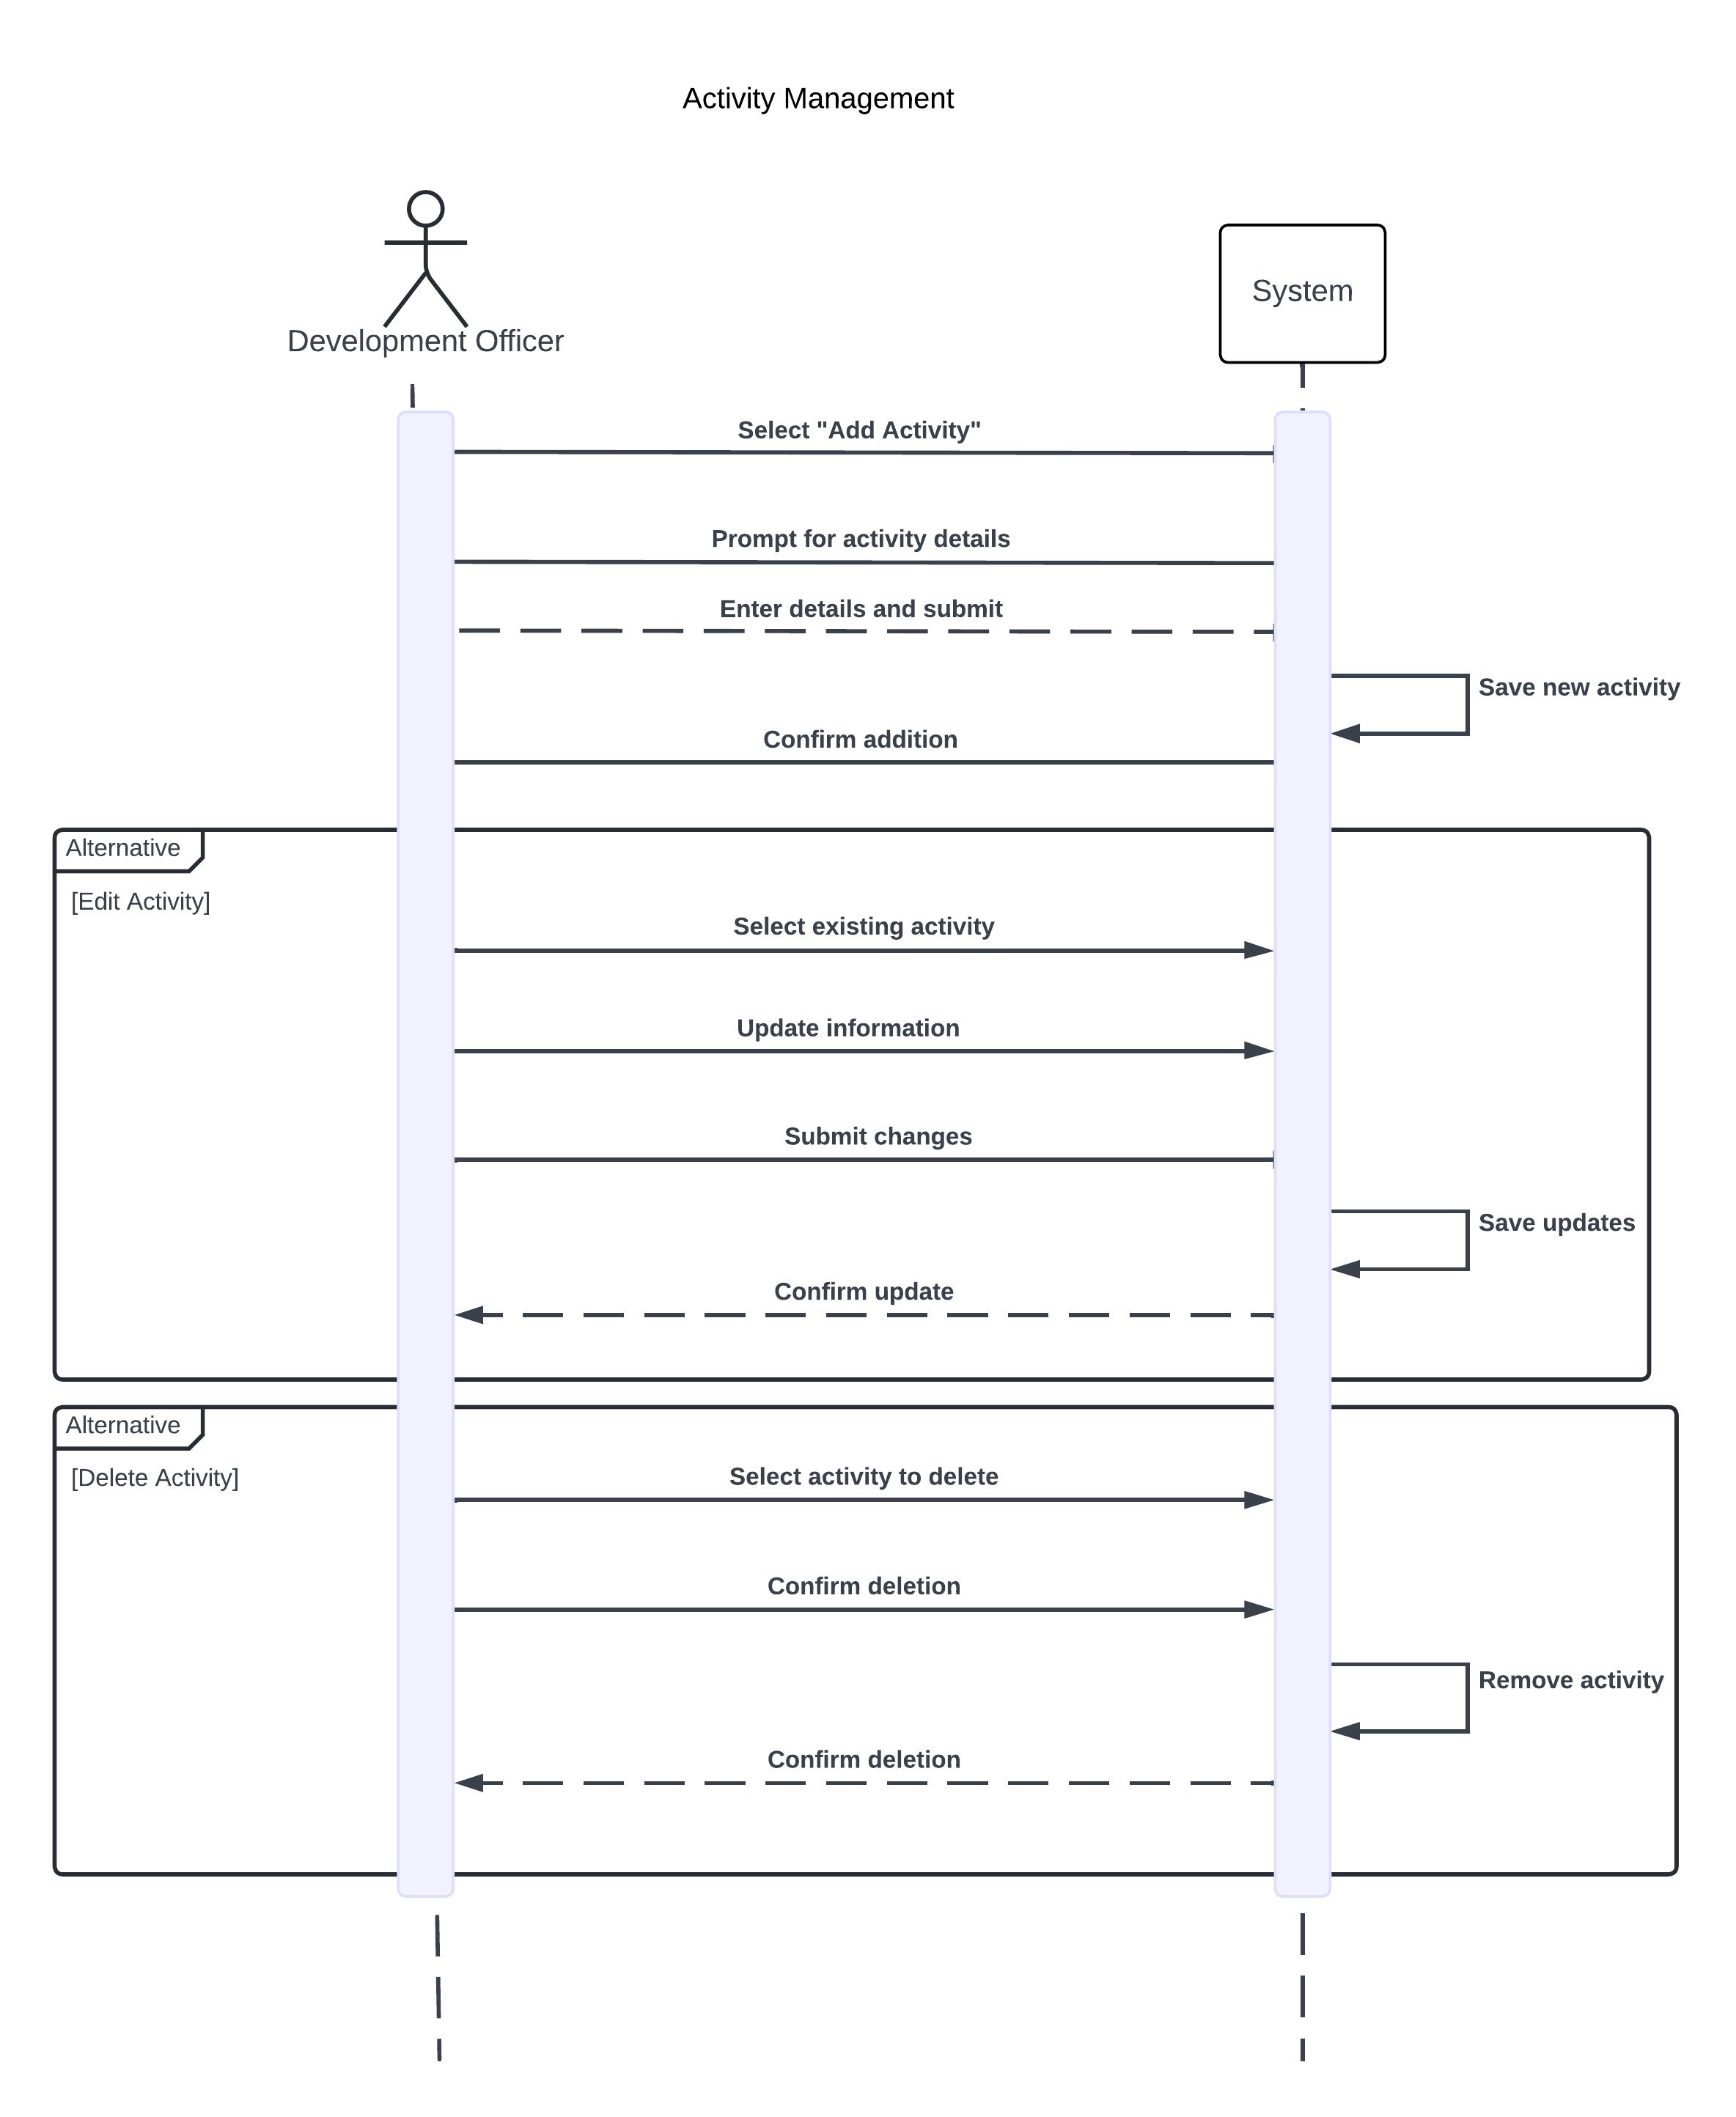 Activity Management
Development Officer
System
Select "Add Activity"
Prompt for activity details
Enter details and submit
Save new activity
Confirm addition
Alternative
[Edit Activity]
Select existing activity
Update information
Submit changes
Save updates
Confirm update
Alternative
[Delete Activity]
Select activity to delete
Confirm deletion
Remove activity
Confirm deletion